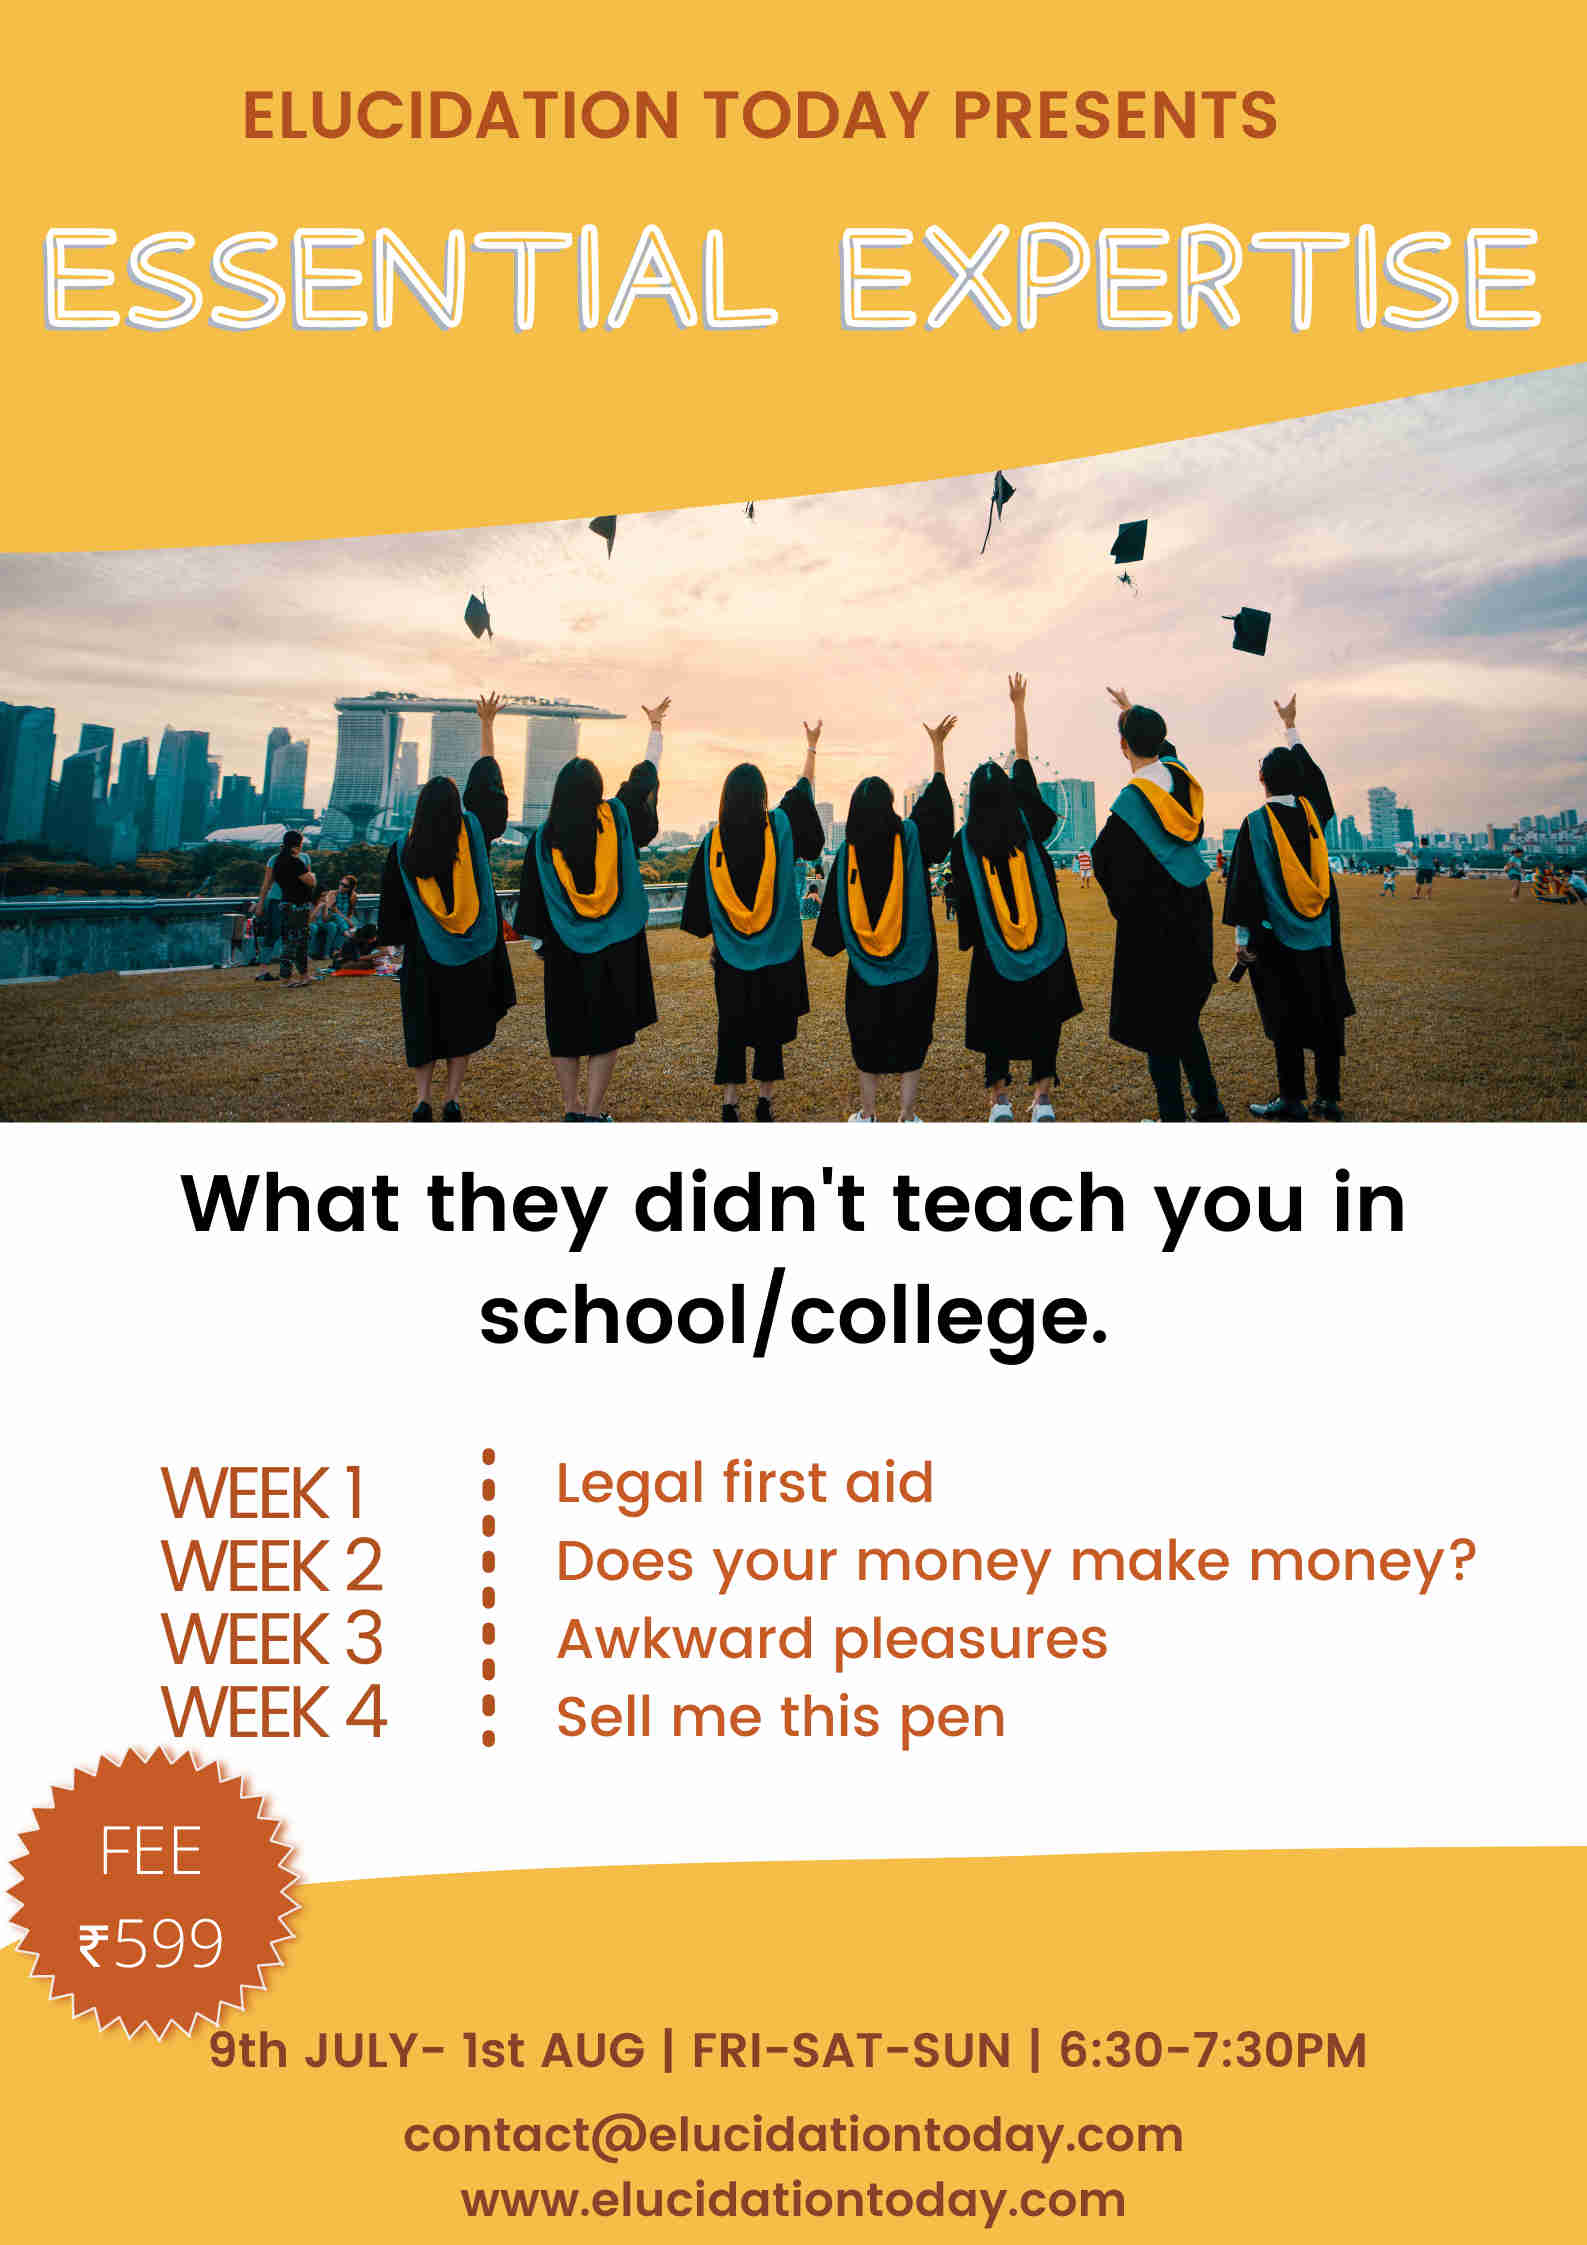 ELUCIDATION TODAY PRESENTS
ESSENTIAL EXPERTISE
What they didn't teach you in
school/college.
WEEK 1
Legal first aid
WEEK 2
Does your money make money?
WEEK 3
Awkward pleasures
WEEK 4
Sell me this pen
FEE
₹599
9th JULY- 1st AUG | FRI-SAT-SUN | 6:30-7:30PM
contact@elucidationtoday.com
www.elucidationtoday.com